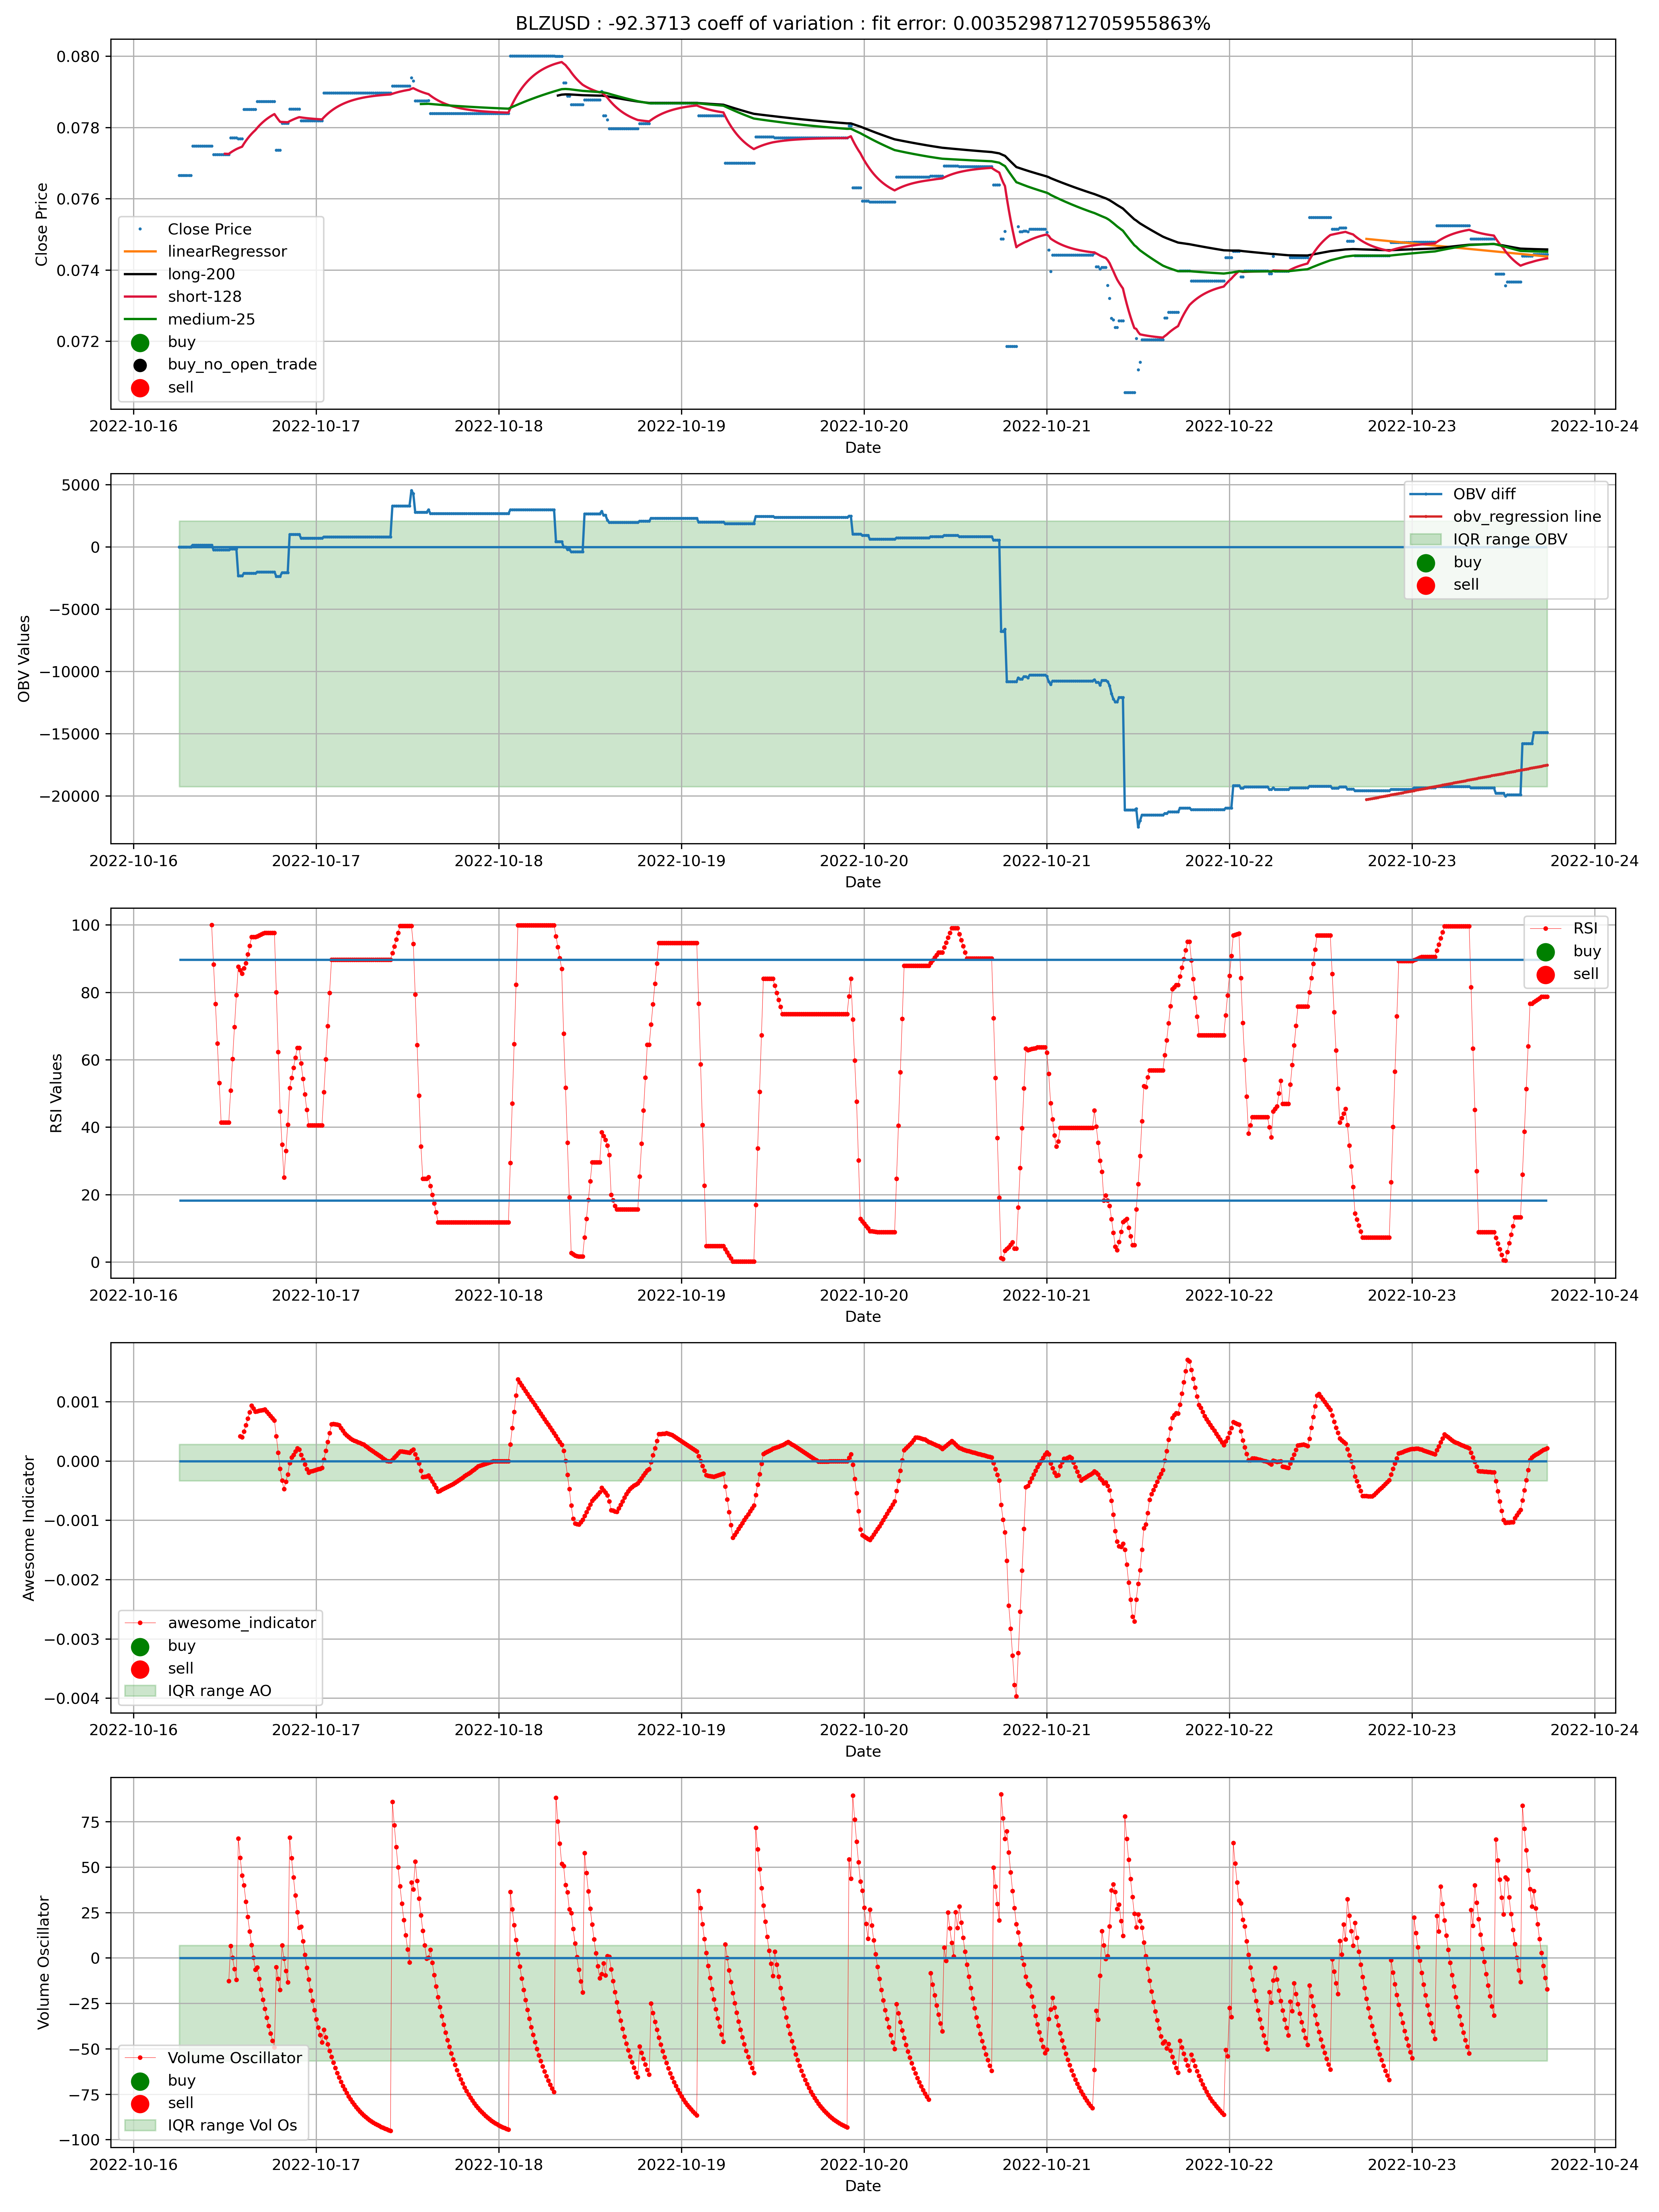 BLZUSD : -92.3713 coeff of variation : fit error: 0.0035298712705955863%
0.080
0.078
0.076
0.074
0.072
Close Price
Close Price
linearRegressor
long-200
short-128
medium-25
buy
buy_no_open_trade
sell
2022-10-16 2022-10-17 2022-10-18 2022-10-19 2022-10-20 2022-10-21 2022-10-22 2022-10-23 2022-10-24
Date
5000
0
−5000
−10000
−15000
−20000
OBV Values
OBV diff
obv_regression line
IQR range OBV
buy
sell
2022-10-16 2022-10-17 2022-10-18 2022-10-19 2022-10-20 2022-10-21 2022-10-22 2022-10-23 2022-10-24
Date
100
80
60
40
20
0
RSI Values
RSI
buy
sell
2022-10-16 2022-10-17 2022-10-18 2022-10-19 2022-10-20 2022-10-21 2022-10-22 2022-10-23 2022-10-24
Date
0.001
0.000
−0.001
−0.002
−0.003
−0.004
Awesome Indicator
awesome_indicator
buy
sell
IQR range AO
2022-10-16 2022-10-17 2022-10-18 2022-10-19 2022-10-20 2022-10-21 2022-10-22 2022-10-23 2022-10-24
Date
75
50
25
0
−25
−50
−75
−100
Volume Oscillator
Volume Oscillator
buy
sell
IQR range Vol Os
2022-10-16 2022-10-17 2022-10-18 2022-10-19 2022-10-20 2022-10-21 2022-10-22 2022-10-23 2022-10-24
Date